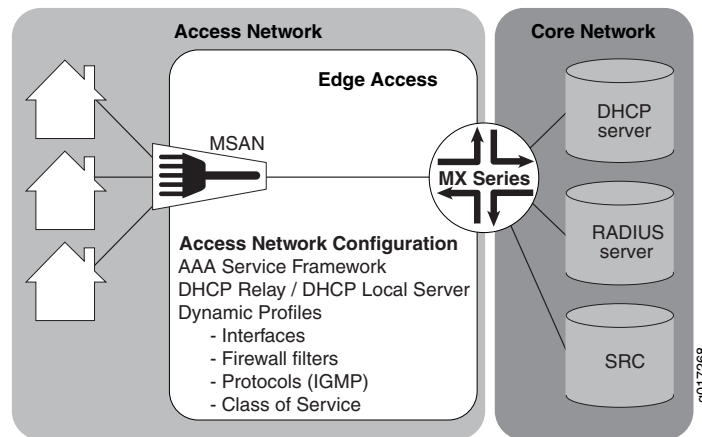 Access Network
Core Network
Edge Access
MSAN
MX Series
DHCP
server
RADIUS
server
SRC
Access Network Configuration
AAA Service Framework
DHCP Relay / DHCP Local Server
Dynamic Profiles
- Interfaces
- Firewall filters
- Protocols (IGMP)
- Class of Service
g017268